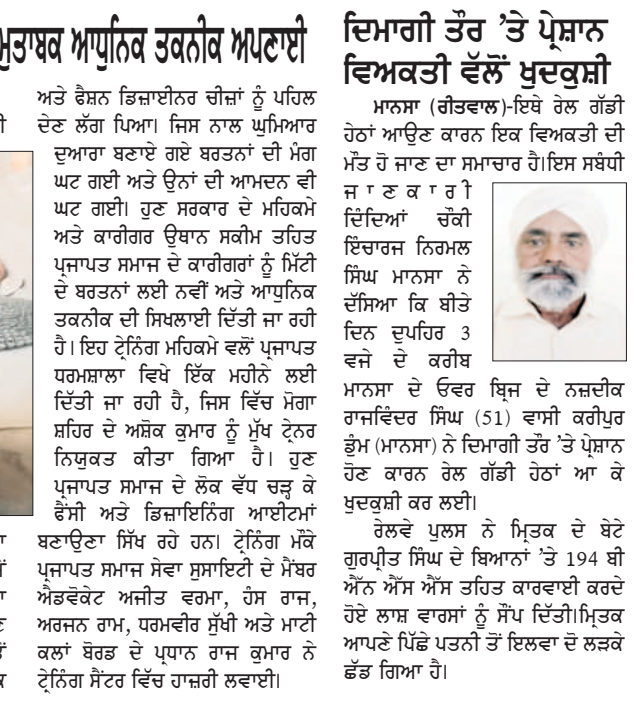 ਮੁਤਾਬਕ ਆਧੁਨਿਕ ਤਕਨੀਕ ਅਪਣਾਈ
ਅਤੇ ਫੈਸ਼ਨ ਡਿਜ਼ਾਈਨਰ ਚੀਜ਼ਾਂ ਨੂੰ ਪਹਿਲ
ਦੇਣ ਲੱਗ ਪਿਆ। ਜਿਸ ਨਾਲ ਘੁਮਿਆਰ
ਦੁਆਰਾ ਬਣਾਏ ਗਏ ਬਰਤਨਾਂ ਦੀ ਮੰਗ
ਘਟ ਗਈ ਅਤੇ ਉਨਾਂ ਦੀ ਆਮਦਨ ਵੀ
ਘਟ ਗਈ। ਹੁਣ ਸਰਕਾਰ ਦੇ ਮਹਿਕਮੇ
ਅਤੇ ਕਾਰੀਗਰ ਉਥਾਨ ਸਕੀਮ ਤਹਿਤ
ਪ੍ਰਜਾਪਤ ਸਮਾਜ ਦੇ ਕਾਰੀਗਰਾਂ ਨੂੰ ਮਿੱਟੀ
ਦੇ ਬਰਤਨਾਂ ਲਈ ਨਵੀਂ ਅਤੇ ਆਧੁਨਿਕ
ਤਕਨੀਕ ਦੀ ਸਿਖਲਾਈ ਦਿੱਤੀ ਜਾ ਰਹੀ
ਹੈ। ਇਹ ਟ੍ਰੇਨਿੰਗ ਮਹਿਕਮੇ ਵਲੋਂ ਪ੍ਰਜਾਪਤ
ਧਰਮਸ਼ਾਲਾ ਵਿਖੇ ਇੱਕ ਮਹੀਨੇ ਲਈ
ਦਿੱਤੀ ਜਾ ਰਹੀ ਹੈ, ਜਿਸ ਵਿੱਚ ਮੋਗਾ
ਸ਼ਹਿਰ ਦੇ ਅਸ਼ੋਕ ਕੁਮਾਰ ਨੂੰ ਮੁੱਖ ਟ੍ਰੇਨਰ
ਨਿਯੁਕਤ ਕੀਤਾ ਗਿਆ ਹੈ। ਹੁਣ
ਪ੍ਰਜਾਪਤ ਸਮਾਜ ਦੇ ਲੋਕ ਵੱਧ ਚੜ੍ਹ ਕੇ
ਫੈਂਸੀ ਅਤੇ ਡਿਜ਼ਾਇਨਿੰਗ ਆਈਟਮਾਂ
ਬਣਾਉਣਾ ਸਿੱਖ ਰਹੇ ਹਨ। ਟ੍ਰੇਨਿੰਗ ਮੌਕੇ
ਪ੍ਰਜਾਪਤ ਸਮਾਜ ਸੇਵਾ ਸੁਸਾਇਟੀ ਦੇ ਮੈਂਬਰ
ਐਡਵੋਕੇਟ ਅਜੀਤ ਵਰਮਾ, ਹੰਸ ਰਾਜ,
ਅਰਜਨ ਰਾਮ, ਧਰਮਵੀਰ ਸੁੱਖੀ ਅਤੇ ਮਾਟੀ
ਕਲਾਂ ਬੋਰਡ ਦੇ ਪ੍ਰਧਾਨ ਰਾਜ ਕੁਮਾਰ ਨੇ
ਟ੍ਰੇਨਿੰਗ ਸੈਂਟਰ ਵਿੱਚ ਹਾਜ਼ਰੀ ਲਵਾਈ।
ਦਿਮਾਗੀ ਤੌਰ 'ਤੇ ਪ੍ਰੇਸ਼ਾਨ
ਵਿਅਕਤੀ ਵੱਲੋਂ ਖੁਦਕੁਸ਼ੀ
ਮਾਨਸਾ (ਰੀਤਵਾਲ)-ਇਥੇ ਰੇਲ ਗੱਡੀ
ਹੇਠਾਂ ਆਉਣ ਕਾਰਨ ਇਕ ਵਿਅਕਤੀ ਦੀ
ਮੌਤ ਹੋ ਜਾਣ ਦਾ ਸਮਾਚਾਰ ਹੈ।ਇਸ ਸਬੰਧੀ
ਜਾਣਕਾਰੀ
ਦਿੰਦਿਆਂ ਚੌਕੀ
ਇੰਚਾਰਜ ਨਿਰਮਲ
ਸਿੰਘ ਮਾਨਸਾ ਨੇ
ਦੱਸਿਆ ਕਿ ਬੀਤੇ
ਦਿਨ ਦੁਪਹਿਰ 3
ਵਜੇ ਦੇ ਕਰੀਬ
ਮਾਨਸਾ ਦੇ ਓਵਰ ਬ੍ਰਿਜ ਦੇ ਨਜ਼ਦੀਕ
ਰਾਜਵਿੰਦਰ ਸਿੰਘ (51) ਵਾਸੀ ਕਰੀਪੁਰ
ਡੁੰਮ (ਮਾਨਸਾ) ਨੇ ਦਿਮਾਗੀ ਤੌਰ 'ਤੇ ਪ੍ਰੇਸ਼ਾਨ
ਹੋਣ ਕਾਰਨ ਰੇਲ ਗੱਡੀ ਹੇਠਾਂ ਆ ਕੇ
ਖੁਦਕੁਸ਼ੀ ਕਰ ਲਈ।
ਰੇਲਵੇ ਪੁਲਸ ਨੇ ਮ੍ਰਿਤਕ ਦੇ ਬੇਟੇ
ਗੁਰਪ੍ਰੀਤ ਸਿੰਘ ਦੇ ਬਿਆਨਾਂ 'ਤੇ 194 ਬੀ
ਐੱਨ ਐੱਸ ਐੱਸ ਤਹਿਤ ਕਾਰਵਾਈ ਕਰਦੇ
ਹੋਏ ਲਾਸ਼ ਵਾਰਸਾਂ ਨੂੰ ਸੌਂਪ ਦਿੱਤੀ।ਮ੍ਰਿਤਕ
ਆਪਣੇ ਪਿੱਛੇ ਪਤਨੀ ਤੋਂ ਇਲਵਾ ਦੋ ਲੜਕੇ
ਛੱਡ ਗਿਆ ਹੈ।